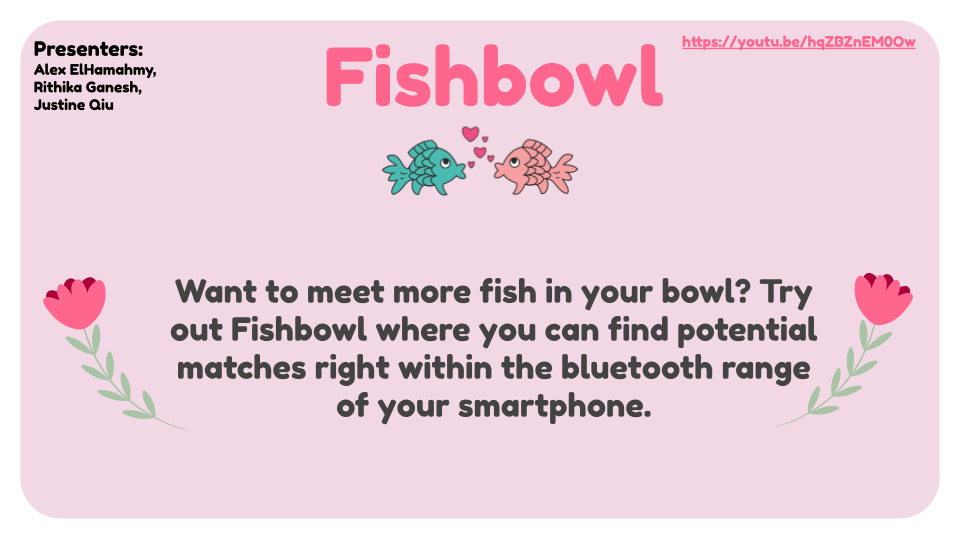 Presenters:
Alex ElHamahmy,
Rithika Ganesh,
Justine Qiu
Fishbowl
https://youtu.be/hqZBZnEM0Ow
Want to meet more fish in your bowl? Try
out Fishbowl where you can find potential
matches right within the bluetooth range
of your smartphone.